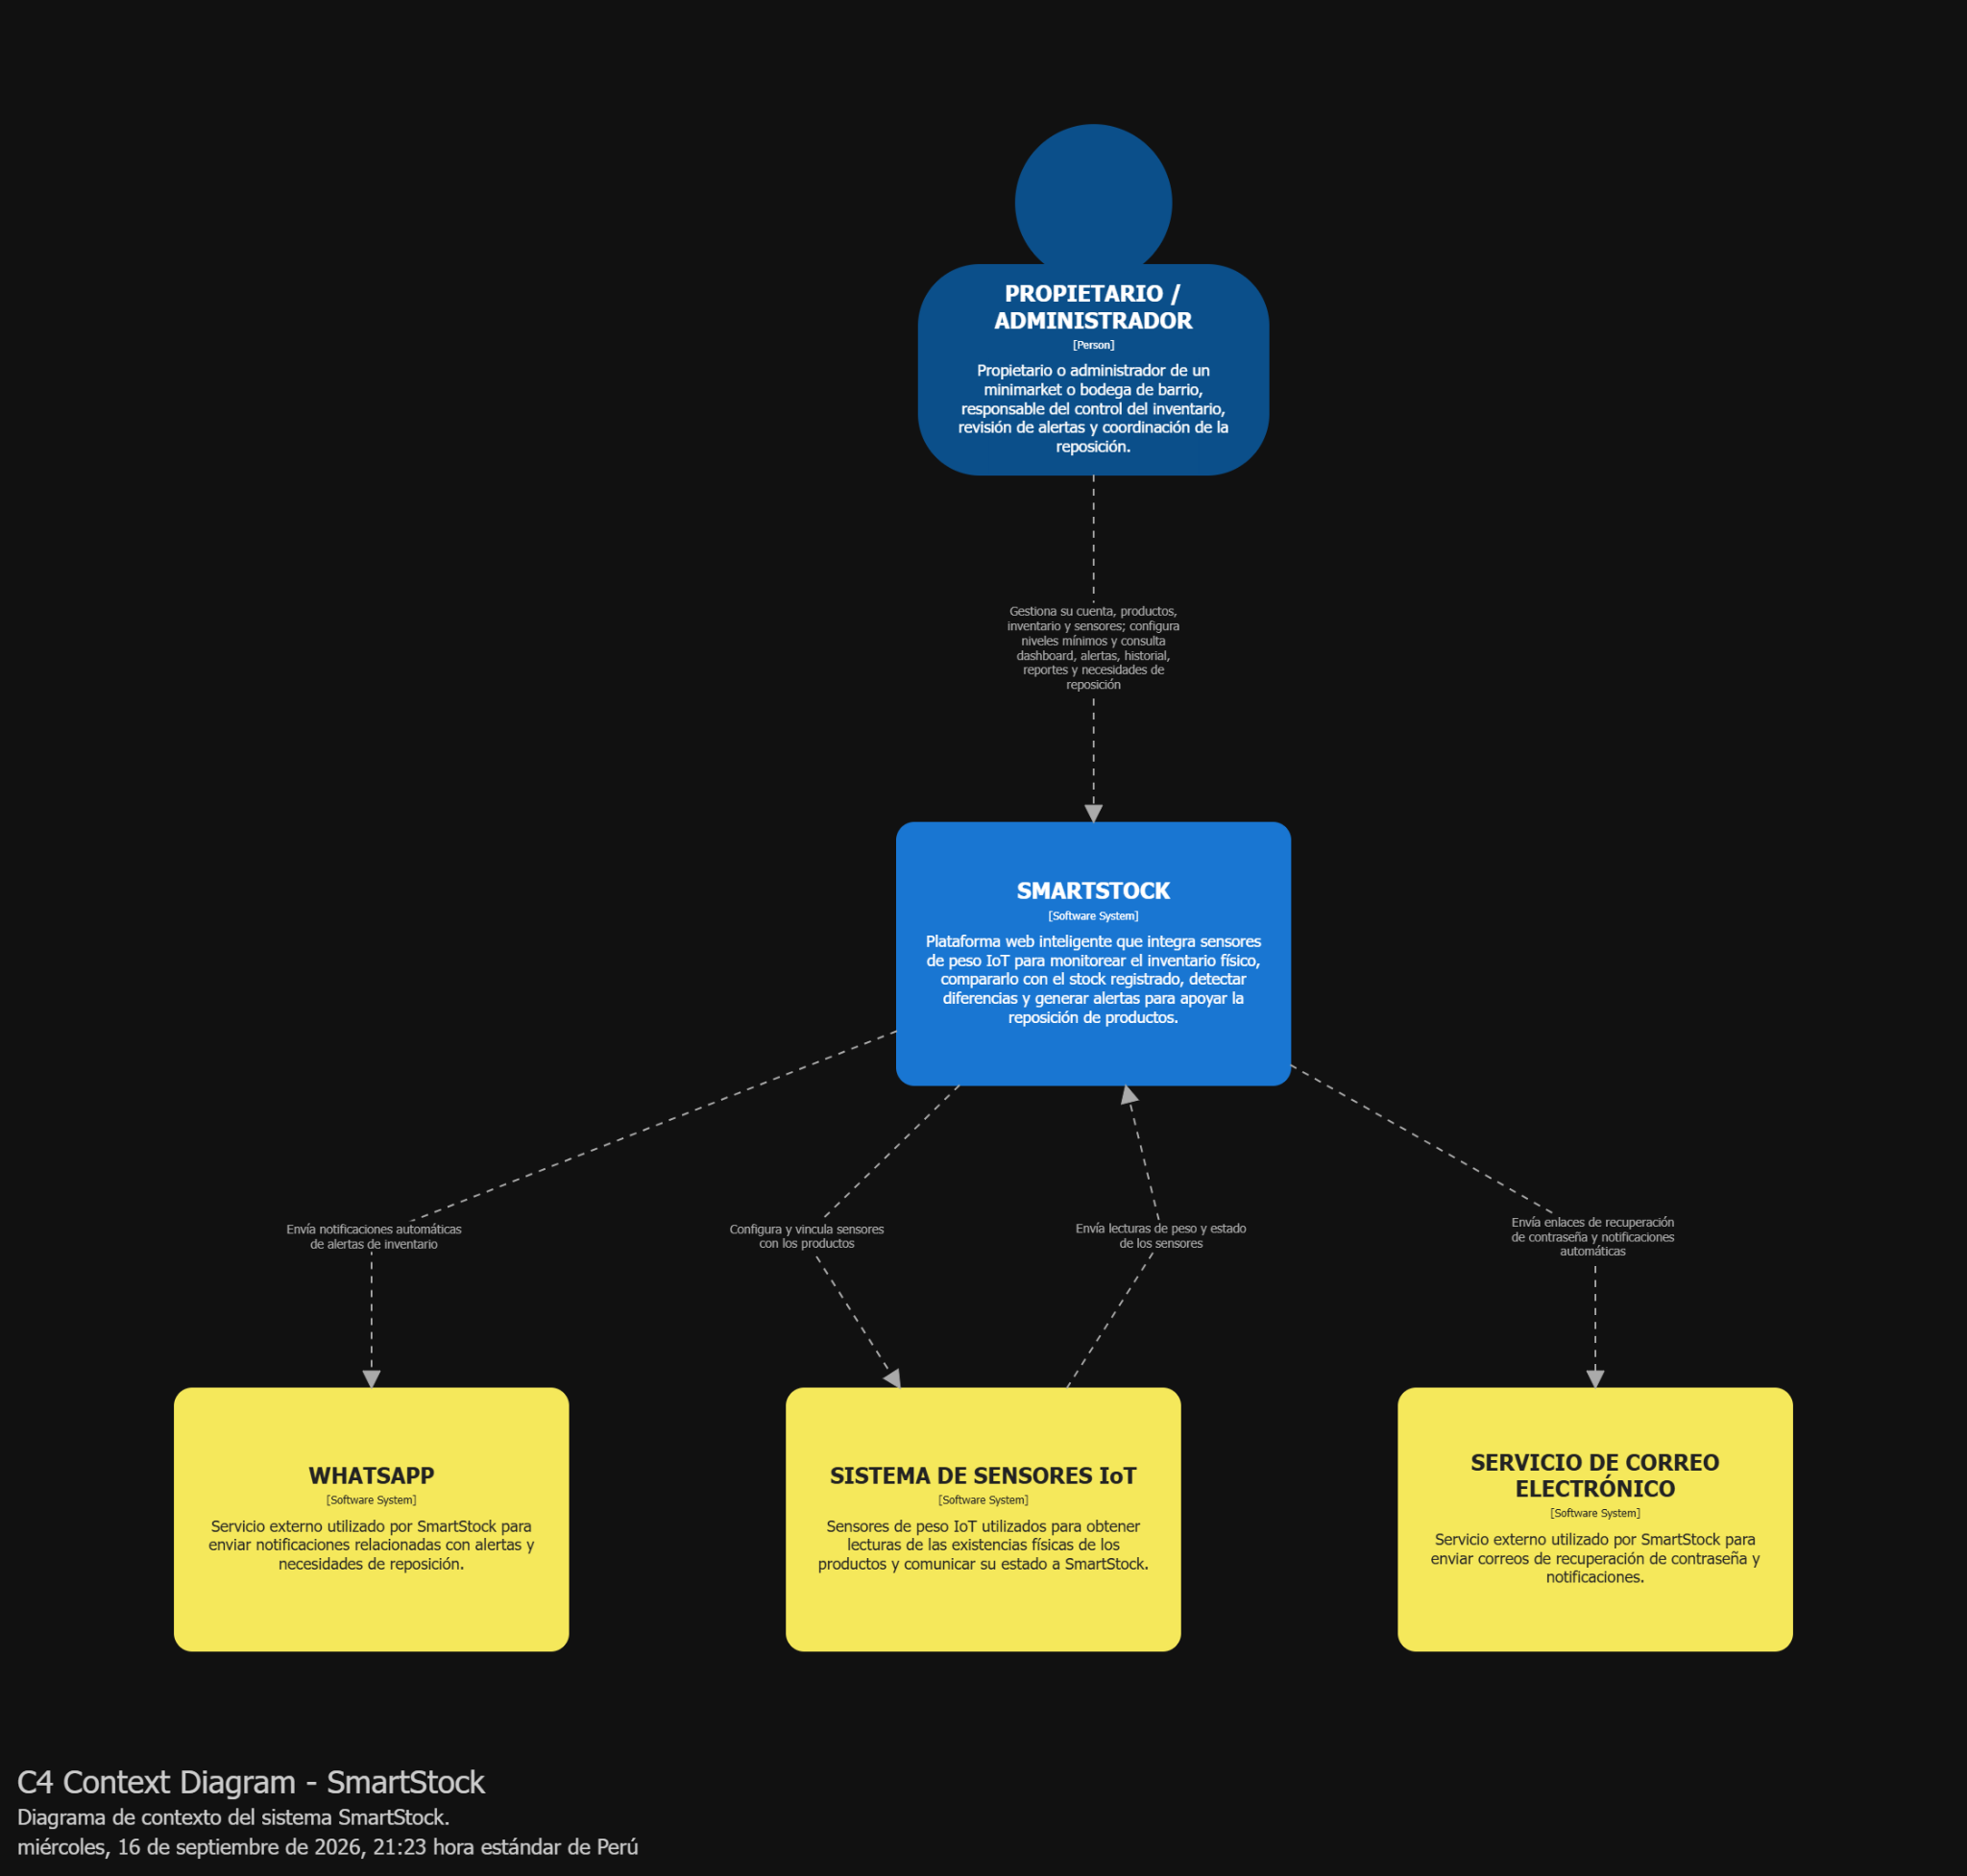 PROPIETARIO /
ADMINISTRADOR
[Person]
Propietario o administrador de un
minimarket o bodega de barrio,
responsable del control del inventario,
revisión de alertas y coordinación de la
reposición.
Gestiona su cuenta, productos,
inventario y sensores; configura
niveles mínimos y consulta
dashboard, alertas, historial,
reportes y necesidades de
reposición
SMARTSTOCK
[Software System]
Plataforma web inteligente que integra sensores
de peso IoT para monitorear el inventario físico,
compararlo con el stock registrado, detectar
diferencias y generar alertas para apoyar la
reposición de productos.
Envía notificaciones automáticas
de alertas de inventario
Configura y vincula sensores
con los productos
Envía lecturas de peso y estado
de los sensores
Envía enlaces de recuperación
de contraseña y notificaciones
automáticas
WHATSAPP
[Software System]
Servicio externo utilizado por SmartStock para
enviar notificaciones relacionadas con alertas y
necesidades de reposición.
SISTEMA DE SENSORES IoT
[Software System]
Sensores de peso IoT utilizados para obtener
lecturas de las existencias físicas de los
productos y comunicar su estado a SmartStock.
SERVICIO DE CORREO
ELECTRÓNICO
[Software System]
Servicio externo utilizado por SmartStock para
enviar correos de recuperación de contraseña y
notificaciones.
C4 Context Diagram - SmartStock
Diagrama de contexto del sistema SmartStock.
miércoles, 16 de septiembre de 2026, 21:23 hora estándar de Perú